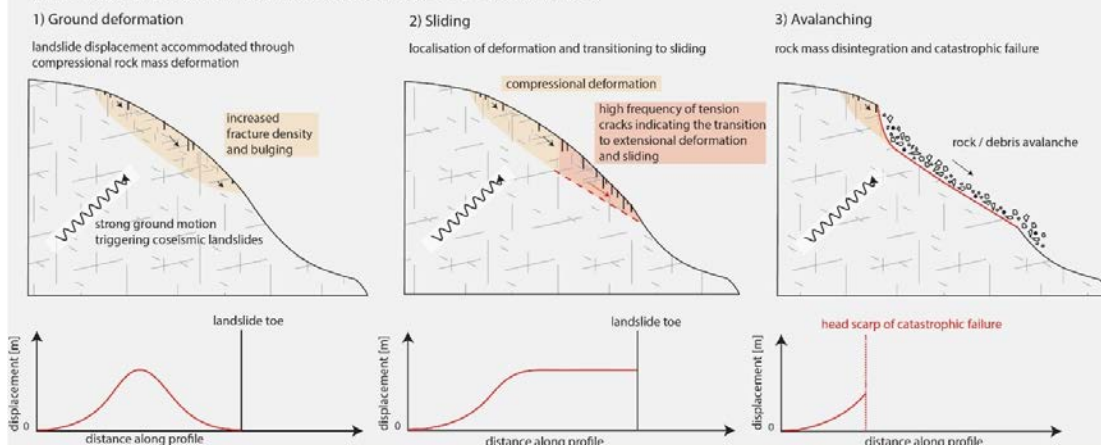 1) Ground deformation
landslide displacement accommodated through
compressional rock mass deformation
increased
fracture density
and bulging
strong ground motion
triggering coseismic landslides
landslide toe
displacement [m]
0
distance along profile
2) Sliding
localisation of deformation and transitioning to sliding
compressional deformation
high frequency of tension
cracks indicating the transition
to extensional deformation
and sliding
landslide toe
displacement [m]
0
distance along profile
3) Avalanching
rock mass disintegration and catastrophic failure
rock / debris avalanche
head scarp of catastrophic failure
displacement [m]
0
distance along profile